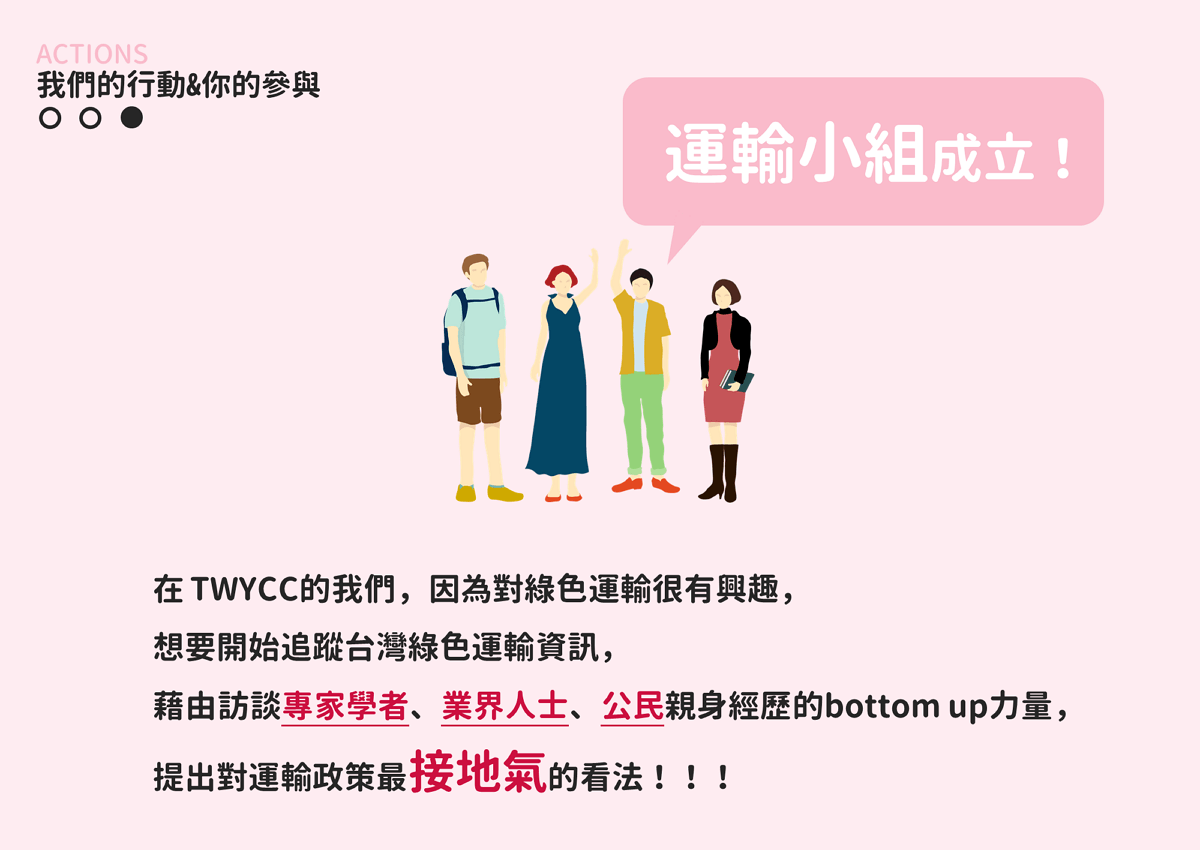 ACTIONS
我們的行動&你的參與
運輸小組成立！
在 TWYCC的我們，因為對綠色運輸很有興趣，
想要開始追蹤台灣綠色運輸資訊，
藉由訪談專家學者、業界人士、公民親身經歷的bottom up力量，
提出對運輸政策最接地氣的看法！！！